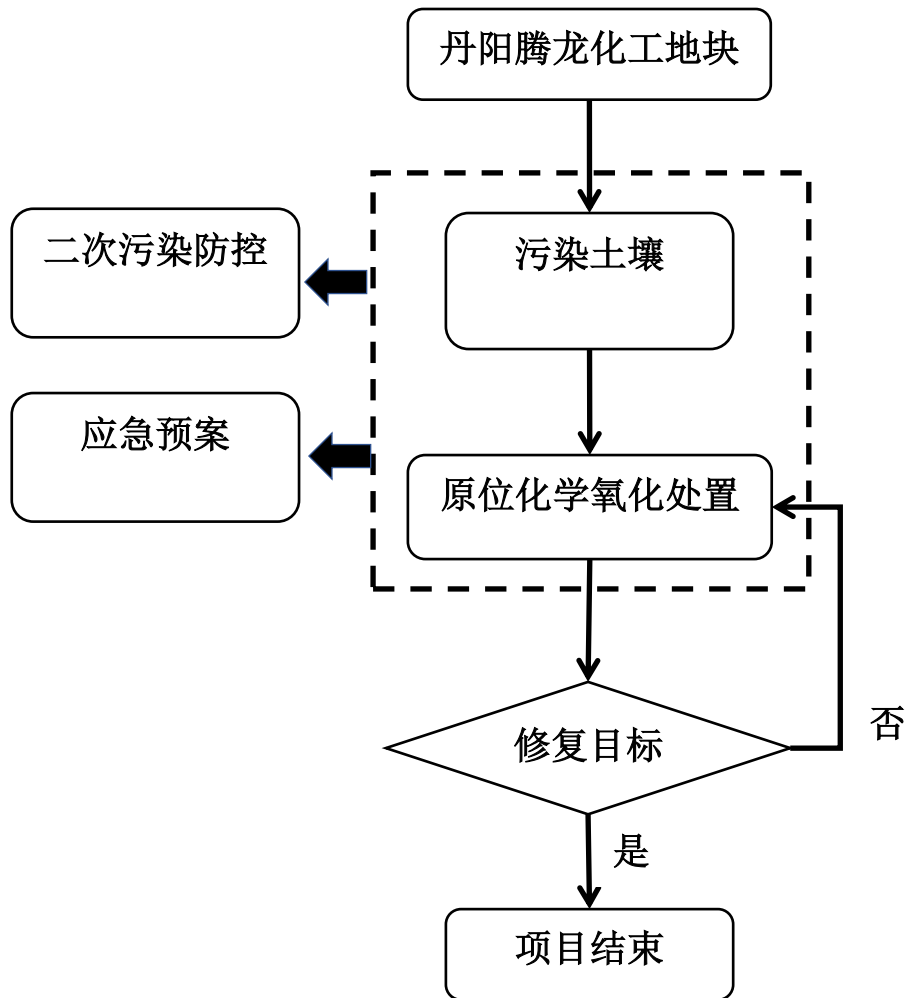 丹阳腾龙化工地块
污染土壤
二次污染防控
应急预案
原位化学氧化处置
修复目标
否
是
项目结束